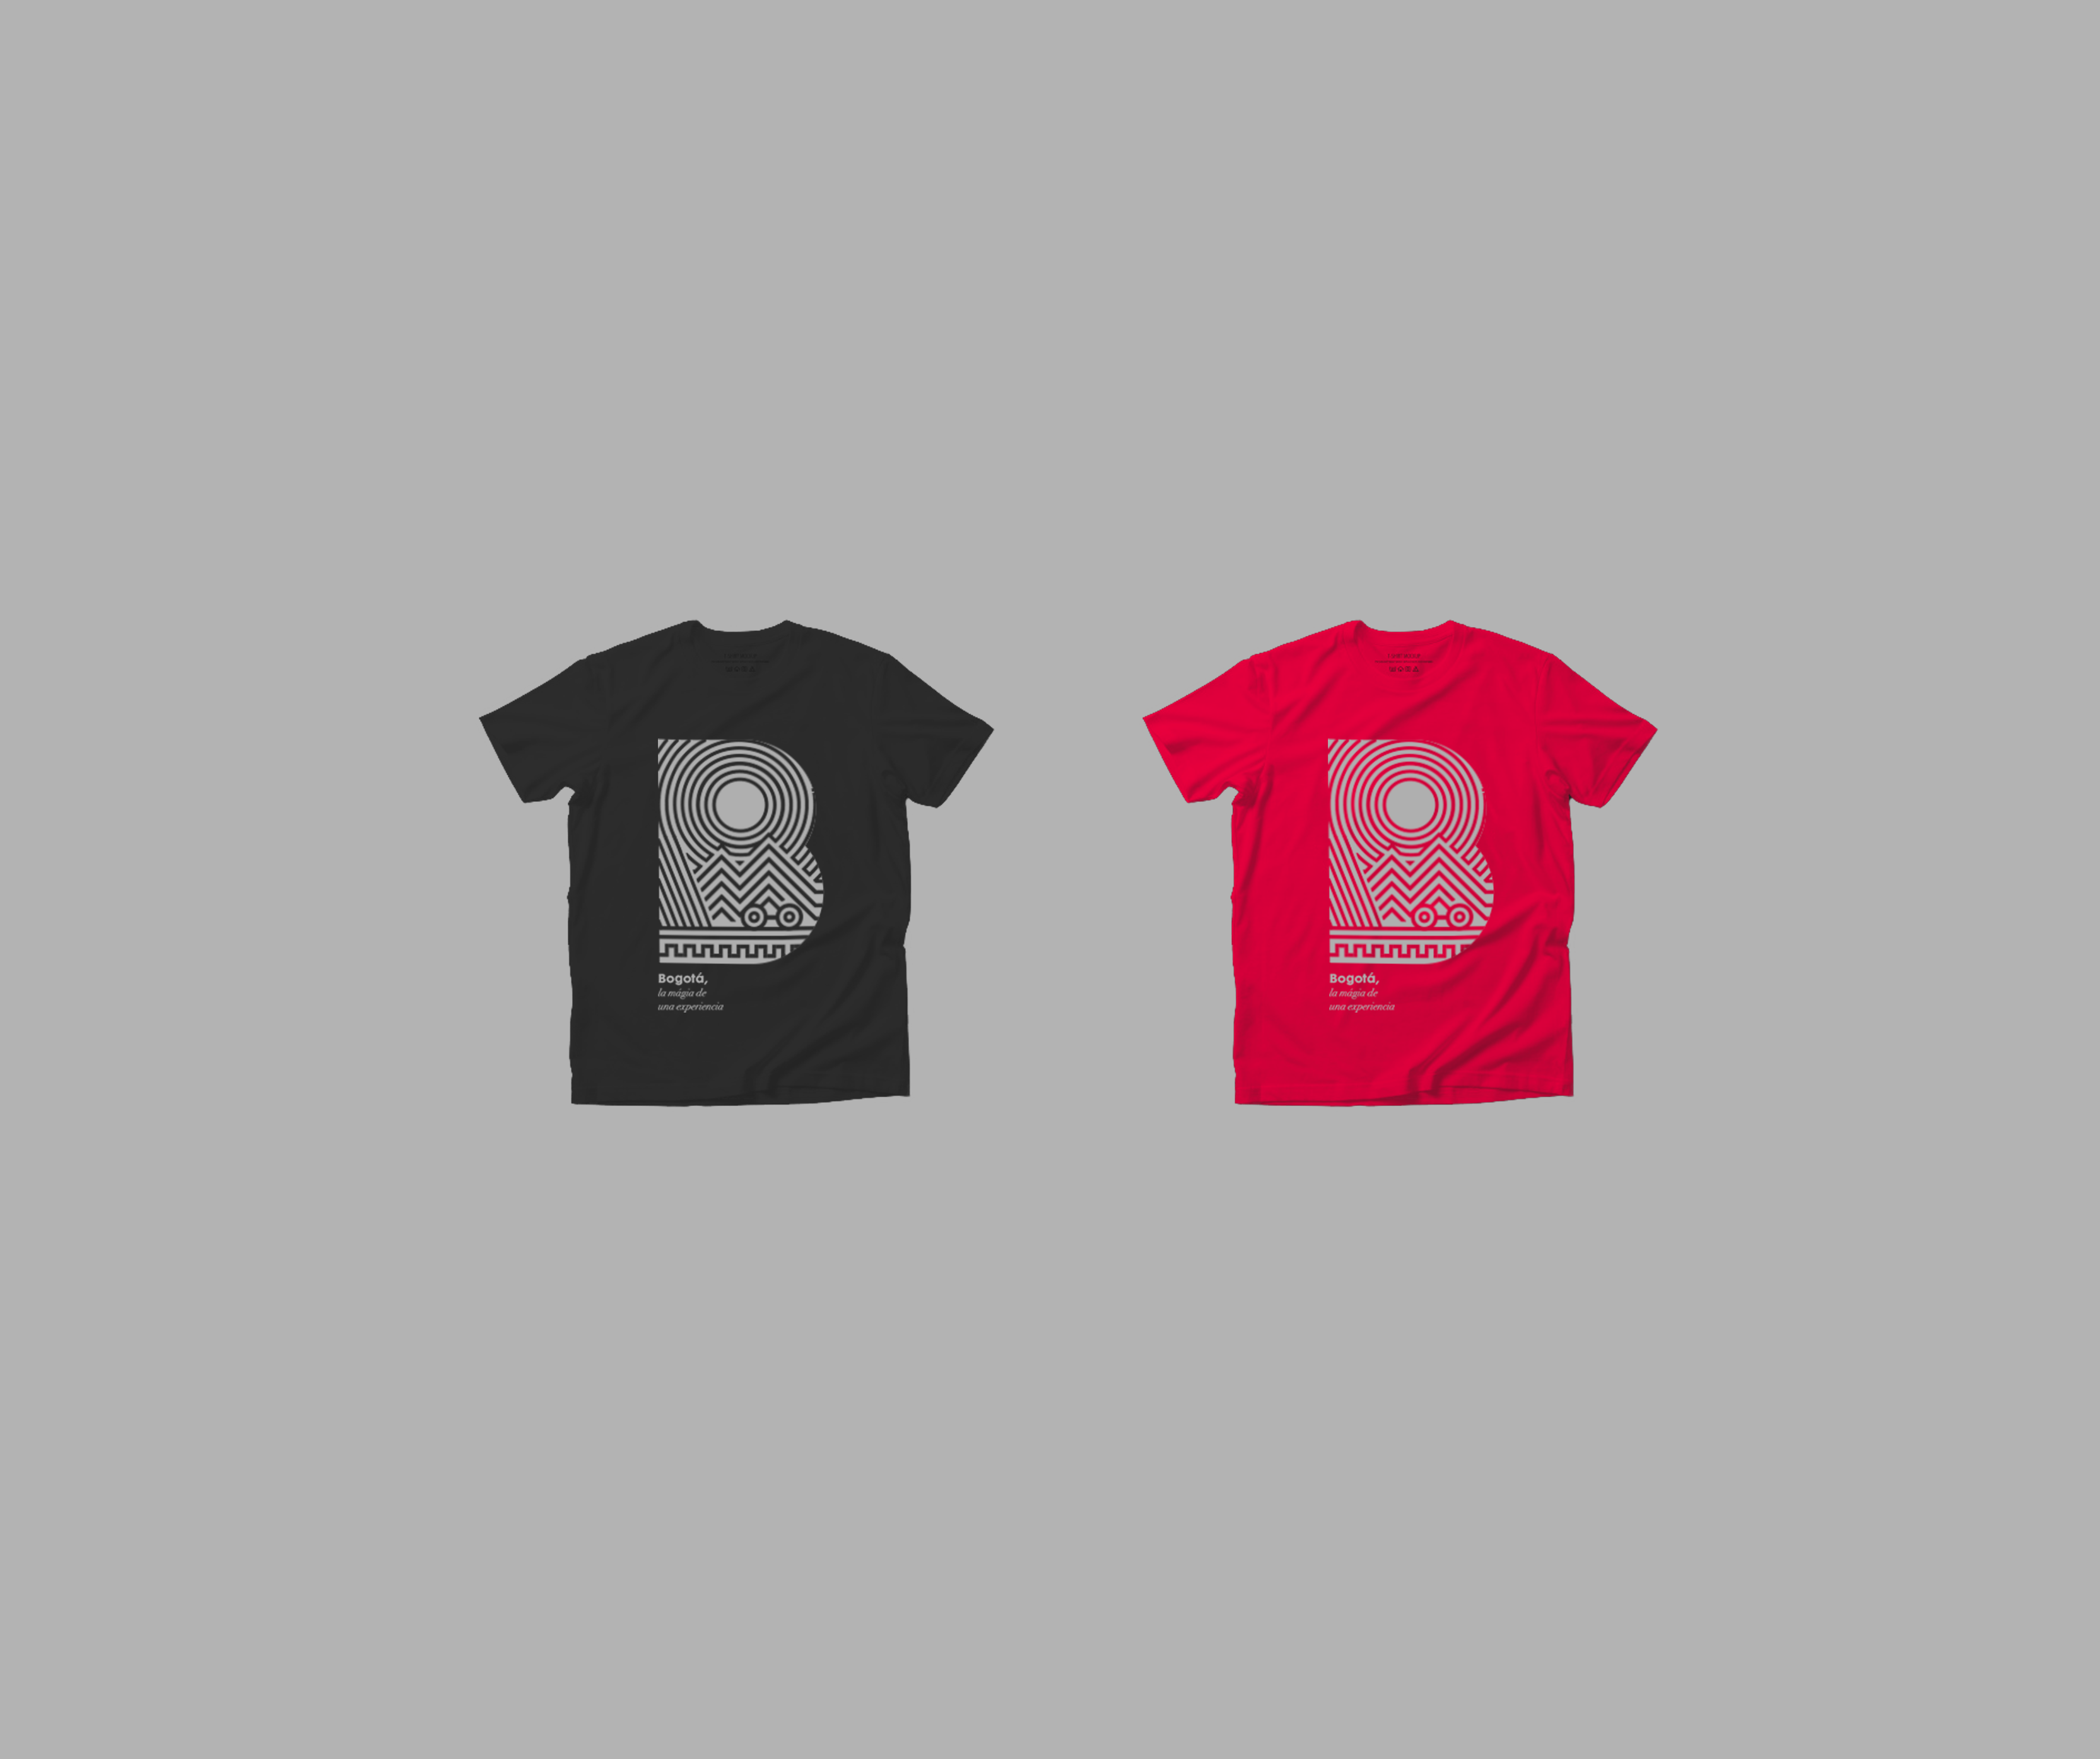 Bogotá,
la mágia de
una experiencia
Bogotá,
la mágia de
una experiencia